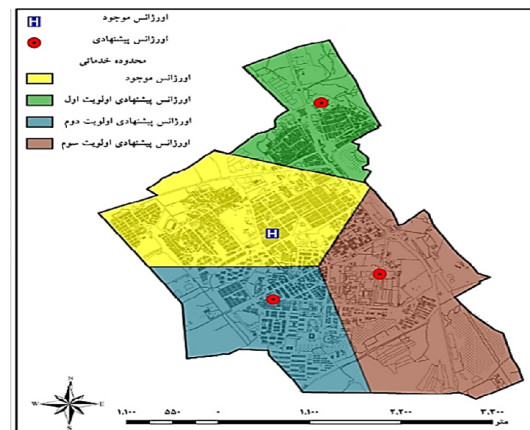 اورژانس موجود
H
اورژانس پیشنهادی
محدوده خدماتی
اورژانس موجود
اورژانس پیشنهادی اولویت اول
اورژانس پیشنهادی اولویت دوم
اورژانس پیشنهادی اولویت سوم
H
N
W E
S
۱,۱۰۰ ۵۵۰ ۰ ۱,۱۰۰ ۲,۲۰۰ ۳,۳۰۰
متر